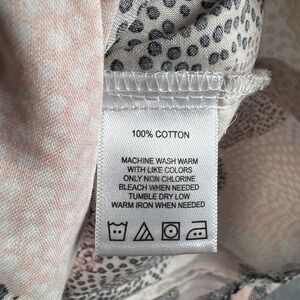 100% COTTON
MACHINE WASH WARM
WITH LIKE COLORS
ONLY NON CHLORINE
BLEACH WHEN NEEDED
TUMBLE DRY LOW
WARM IRON WHEN NEEDED